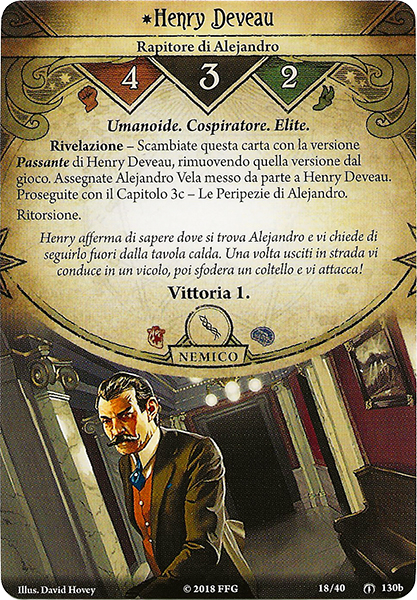 ✷Henry Deveau
Rapitore di Alejandro
4 3 2
Umanoide. Cospiratore. Elite.
Rivelazione – Scambiate questa carta con la versione
Passante di Henry Deveau, rimuovendo quella versione dal
gioco. Assegnate Alejandro Vela messo da parte a Henry Deveau.
Proseguite con il Capitolo 3c – Le Peripezie di Alejandro.
Ritorsione.
Henry afferma di sapere dove si trova Alejandro e vi chiede di
seguirlo fuori dalla tavola calda. Una volta usciti in strada vi
conduce in un vicolo, poi sfodera un coltello e vi attacca!
Vittoria 1.
NEMICO
Illus. David Hovey © 2018 FFG 18/40 130b